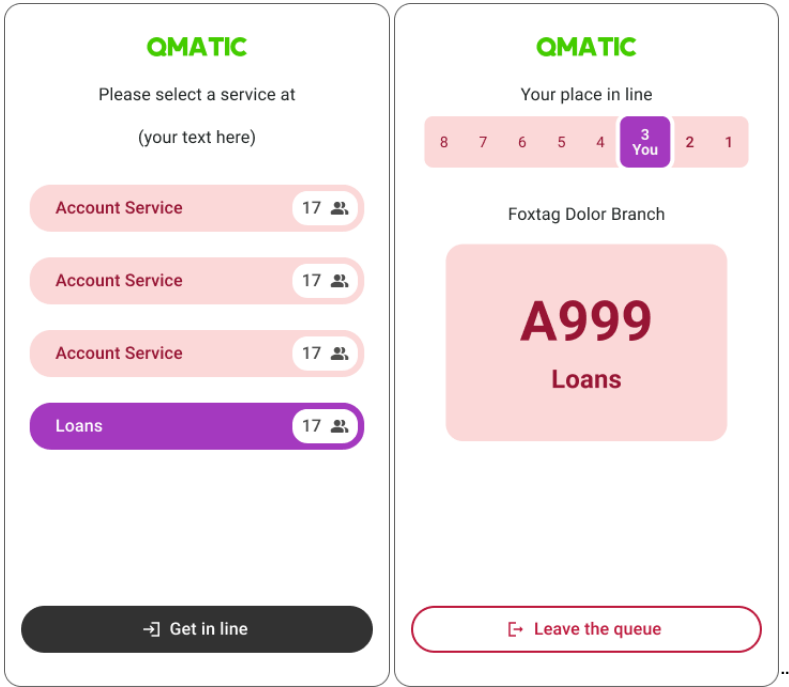 QMATIC
Please select a service at
(your text here)
Account Service 17
Account Service 17
Account Service 17
Loans 17
Get in line
QMATIC
Your place in line
8 7 6 5 4 3 You 2 1
Foxtag Dolor Branch
A999
Loans
Leave the queue
..